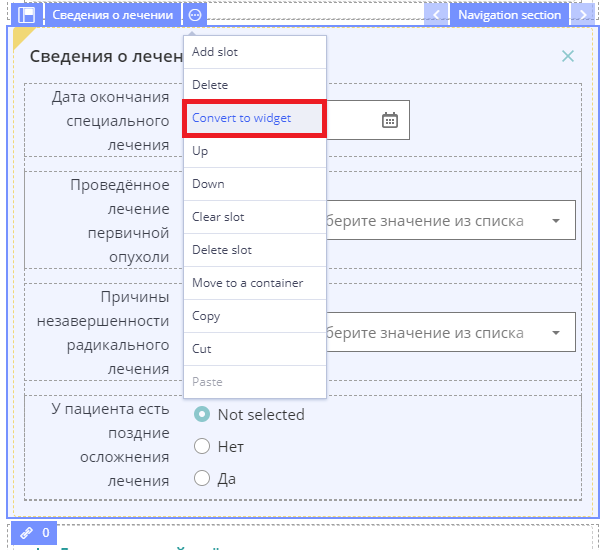 Сведения о лечении
Navigation section
Сведения о лечен
Add slot
Delete
Convert to widget
Up
Down
Clear slot
Delete slot
Move to a container
Copy
Cut
Paste
Дата окончания
специального
лечения
Проведённое
лечение
первичной
опухоли
берите значение из списка
Причины
незавершенности
радикального
лечения
берите значение из списка
У пациента есть
поздние
осложнения
лечения
Not selected
Нет
Да
0